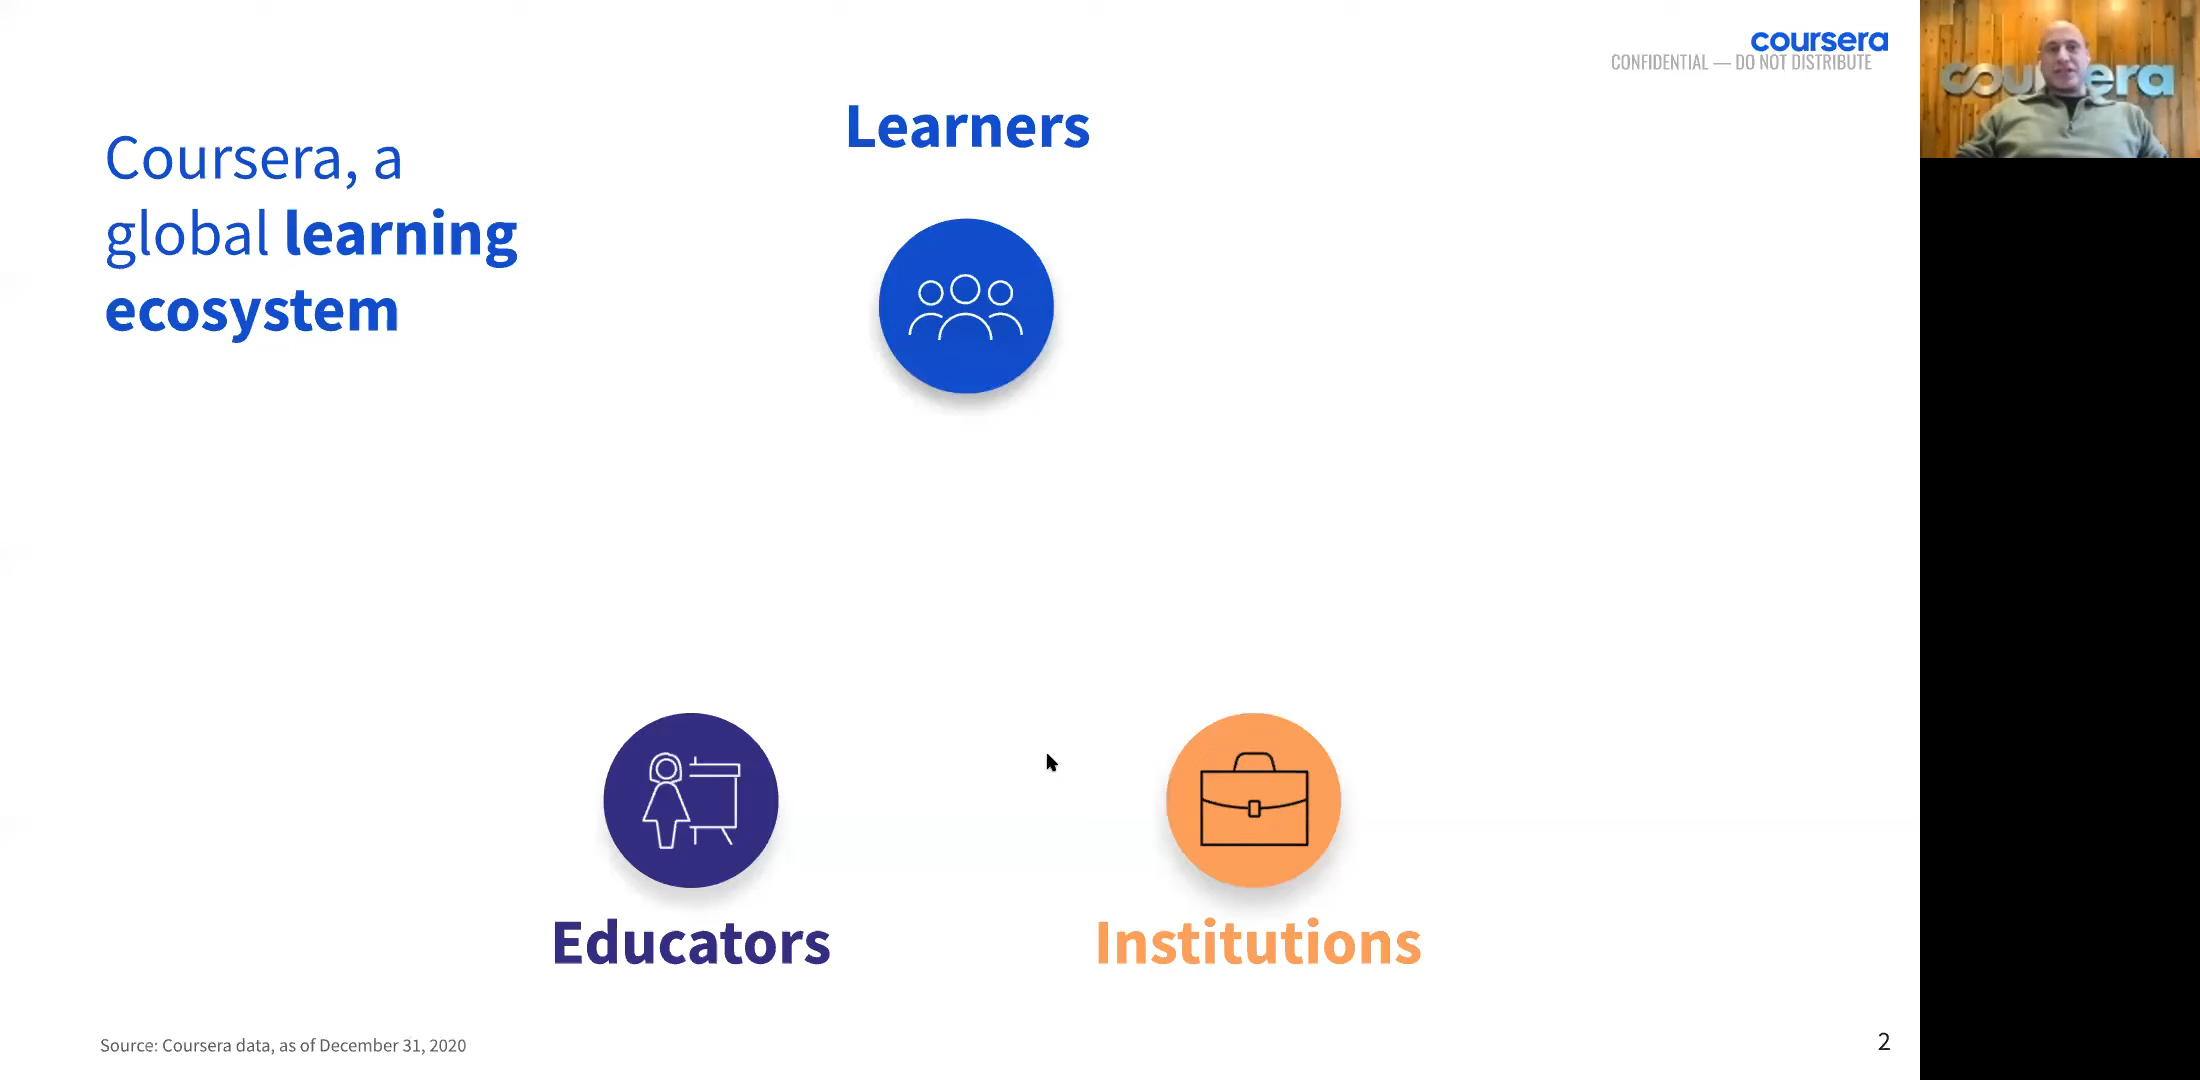 coursera
CONFIDENTIAL — DO NOT DISTRIBUTE
coursera
Learners
Coursera, a
global learning
ecosystem
Educators
Institutions
Source: Coursera data, as of December 31, 2020
2